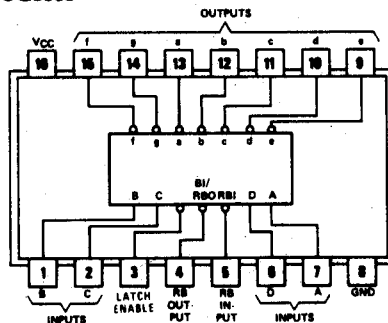 OUTPUTS
VCC f g a b c d e
16 15 14 13 12 11 10 9
f g a b c d e
BI/
B C RBO RBI D A
1 2 3 4 5 6 7 8
B C LATCH ENABLE RB OUT- PUT RB IN- PUT D A GND
INPUTS INPUTS